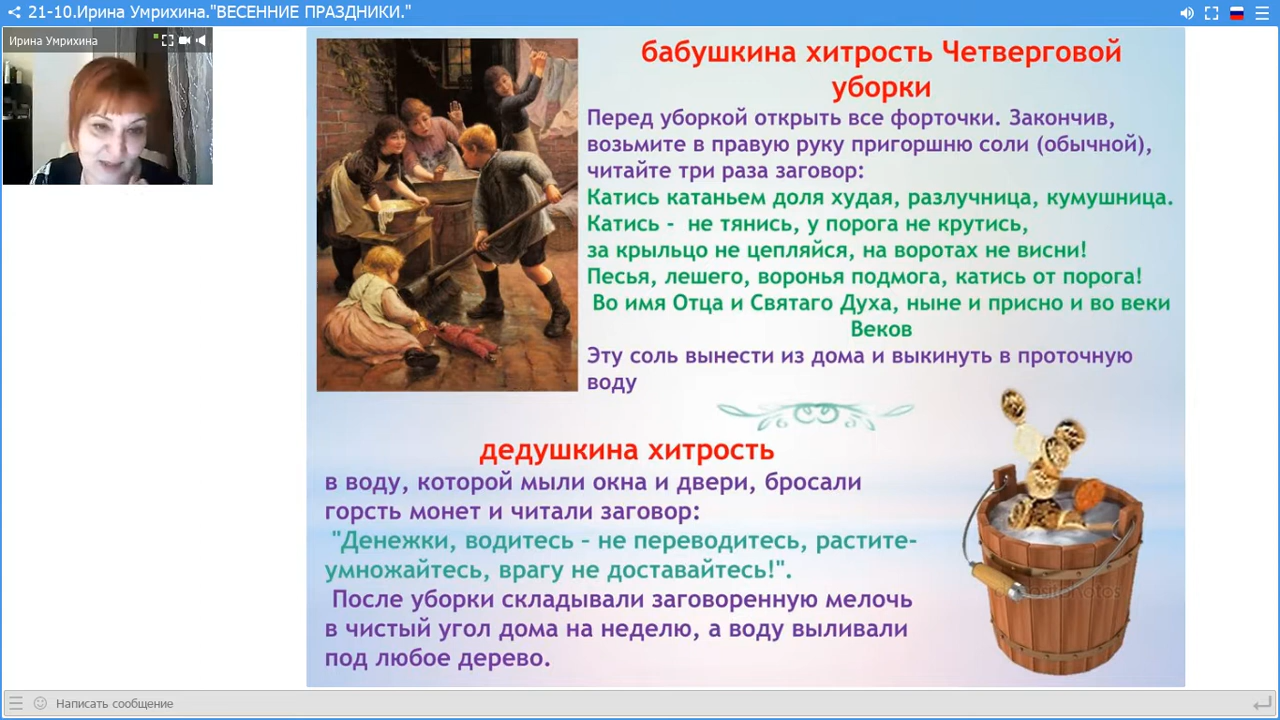 21-10.Ирина Умрихина."ВЕСЕННИЕ ПРАЗДНИКИ."
Ирина Умрихина
бабушкина хитрость Четверговой
уборки
Перед уборкой открыть все форточки. Закончив,
возьмите в правую руку пригоршню соли (обычной),
читайте три раза заговор:
Катись катаньем доля худая, разлучница, кумушница.
Катись - не тянись, у порога не крутись,
за крыльцо не цепляйся, на воротах не висни!
Песья, лешего, воронья подмога, катись от порога!
Во имя Отца и Святаго Духа, ныне и присно и во веки
Веков
Эту соль вынести из дома и выкинуть в проточную
воду
дедушкина хитрость
в воду, которой мыли окна и двери, бросали
горсть монет и читали заговор:
"Денежки, водитесь – не переводитесь, растите-
умножайтесь, врагу не доставайтесь!".
После уборки складывали заговоренную мелочь
в чистый угол дома на неделю, а воду выливали
под любое дерево.
Написать сообщение